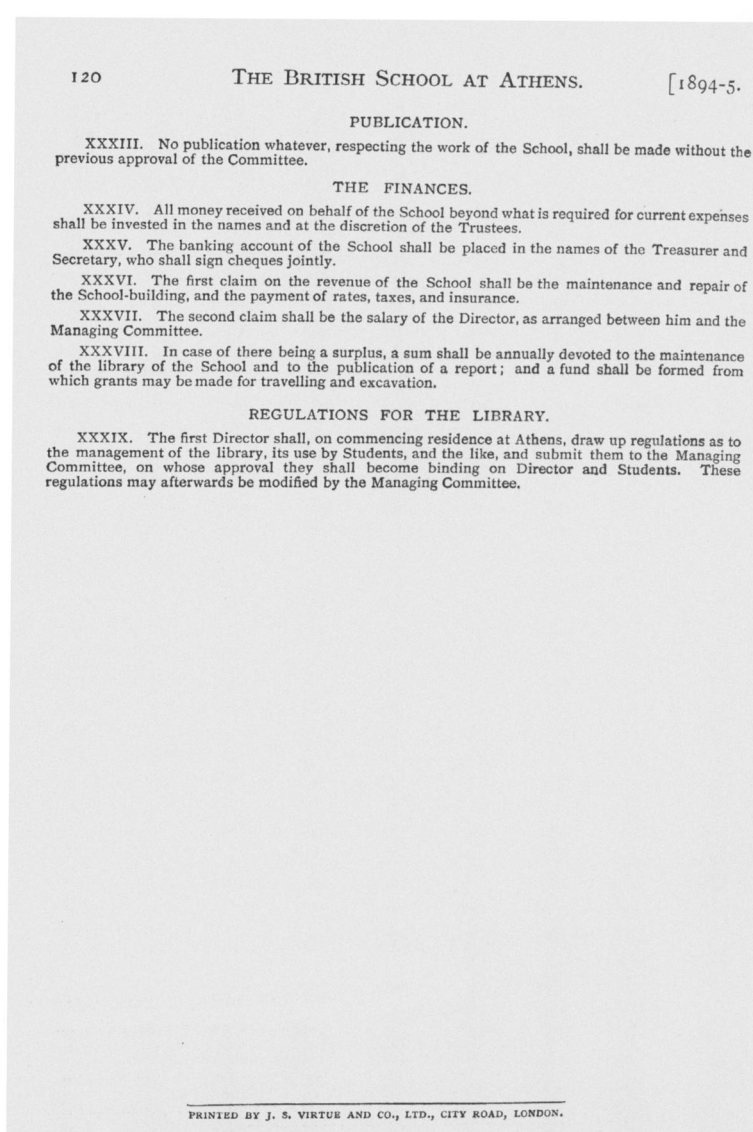 120 THE BRITISH SCHOOL AT ATHENS. [1894-5.
PUBLICATION.
XXXIII. No publication whatever, respecting the work of the School, shall be made without the
previous approval of the Committee.
THE FINANCES.
XXXIV. All money received on behalf of the School beyond what is required for current expenses
shall be invested in the names and at the discretion of the Trustees.
XXXV. The banking account of the School shall be placed in the names of the Treasurer and
Secretary, who shall sign cheques jointly.
XXXVI. The first claim on the revenue of the School shall be the maintenance and repair of
the School-building, and the payment of rates, taxes, and insurance.
XXXVII. The second claim shall be the salary of the Director, as arranged between him and the
Managing Committee.
XXXVIII. In case of there being a surplus, a sum shall be annually devoted to the maintenance
of the library of the School and to the publication of a report; and a fund shall be formed from
which grants may be made for travelling and excavation.
REGULATIONS FOR THE LIBRARY.
XXXIX. The first Director shall, on commencing residence at Athens, draw up regulations as to
the management of the library, its use by Students, and the like, and submit them to the Managing
Committee, on whose approval they shall become binding on Director and Students. These
regulations may afterwards be modified by the Managing Committee.
PRINTED BY J. S. VIRTUE AND CO., LTD., CITY ROAD, LONDON.